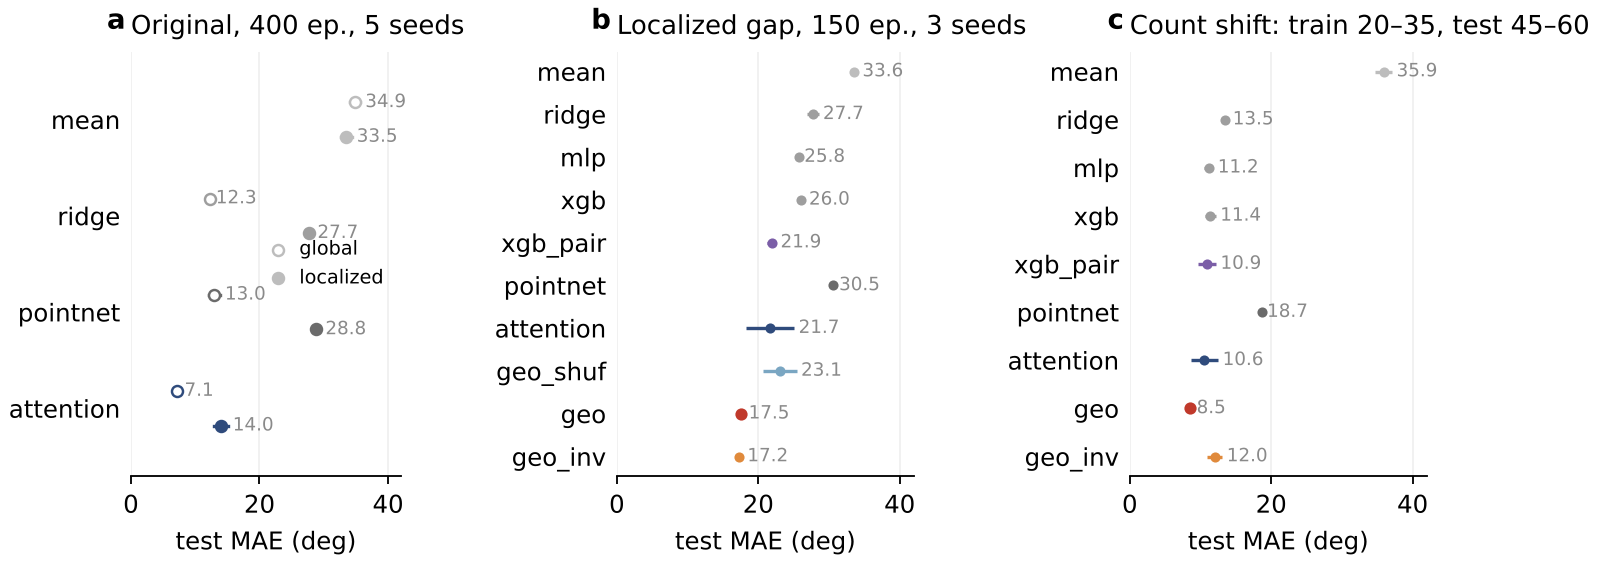 a Original, 400 ep., 5 seeds
mean
34.9
33.5
ridge
12.3
27.7
global
localized
pointnet
13.0
28.8
attention
7.1
14.0
0 20 40
test MAE (deg)
b Localized gap, 150 ep., 3 seeds
mean 33.6
ridge 27.7
mlp 25.8
xgb 26.0
xgb_pair 21.9
pointnet 30.5
attention 21.7
geo_shuf 23.1
geo 17.5
geo_inv 17.2
0 20 40
test MAE (deg)
c Count shift: train 20–35, test 45–60
mean 35.9
ridge 13.5
mlp 11.2
xgb 11.4
xgb_pair 10.9
pointnet 18.7
attention 10.6
geo 8.5
geo_inv 12.0
0 20 40
test MAE (deg)